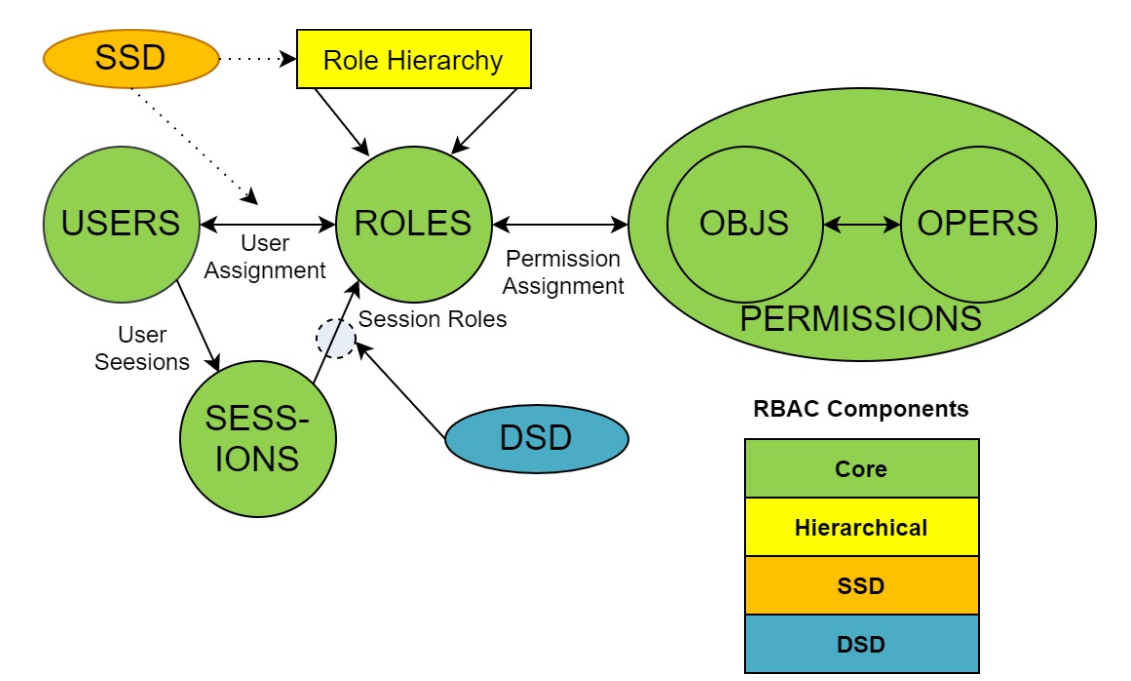 SSD
Role Hierarchy
USERS
User
Assignment
ROLES
Permission
Assignment
OBJS
OPERS
PERMISSIONS
User
Seesions
Session Roles
SESS-
IONS
DSD
RBAC Components
Core
Hierarchical
SSD
DSD